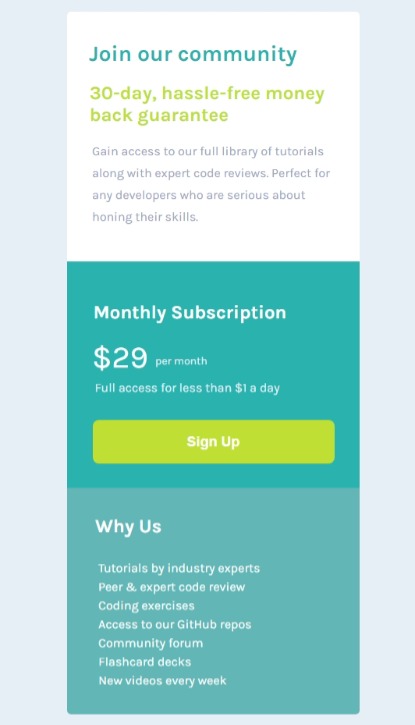 Join our community
30-day, hassle-free money
back guarantee
Gain access to our full library of tutorials
along with expert code reviews. Perfect for
any developers who are serious about
honing their skills.
Monthly Subscription
$29 per month
Full access for less than $1 a day
Sign Up
Why Us
Tutorials by industry experts
Peer & expert code review
Coding exercises
Access to our GitHub repos
Community forum
Flashcard decks
New videos every week